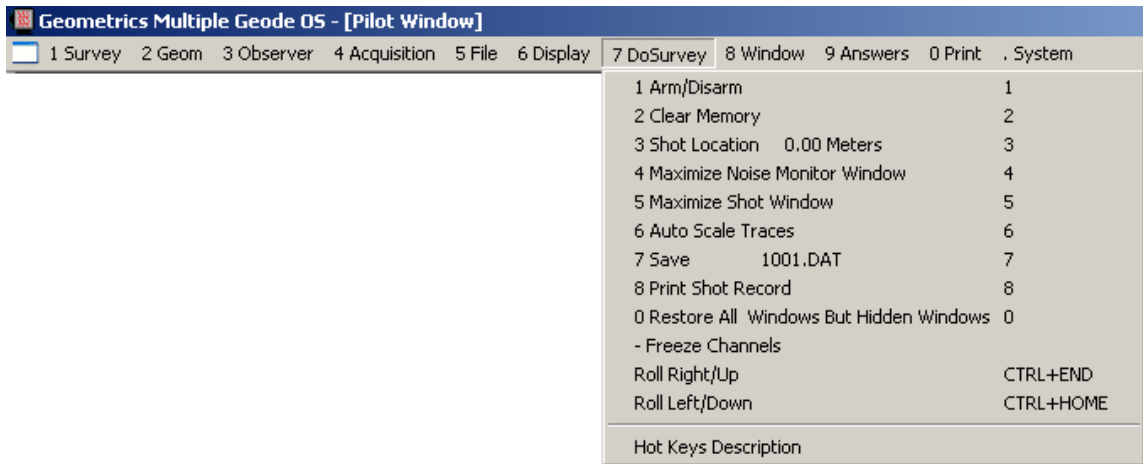 Geometrics Multiple Geode OS - [Pilot Window]
1 Survey 2 Geom 3 Observer 4 Acquisition 5 File 6 Display 7 DoSurvey 8 Window 9 Answers 0 Print . System
1 Arm/Disarm 1
2 Clear Memory 2
3 Shot Location 0.00 Meters 3
4 Maximize Noise Monitor Window 4
5 Maximize Shot Window 5
6 Auto Scale Traces 6
7 Save 1001.DAT 7
8 Print Shot Record 8
0 Restore All Windows But Hidden Windows 0
- Freeze Channels
Roll Right/Up CTRL+END
Roll Left/Down CTRL+HOME
Hot Keys Description